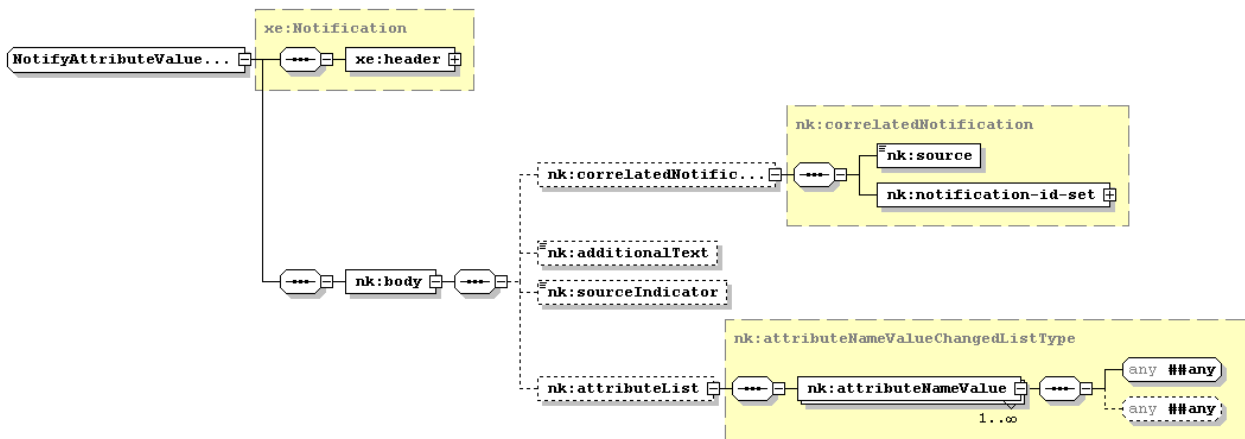 xe:Notification
NotifyAttributeValue...
xe:header
nk:correlatedNotification
nk:source
nk:correlatedNotific...
nk:notification-id-set
nk:additionalText
nk:body
nk:sourceIndicator
nk:attributeNameValueChangedListType
nk:attributeList
nk:attributeNameValue
any ##any
any ##any
1..∞